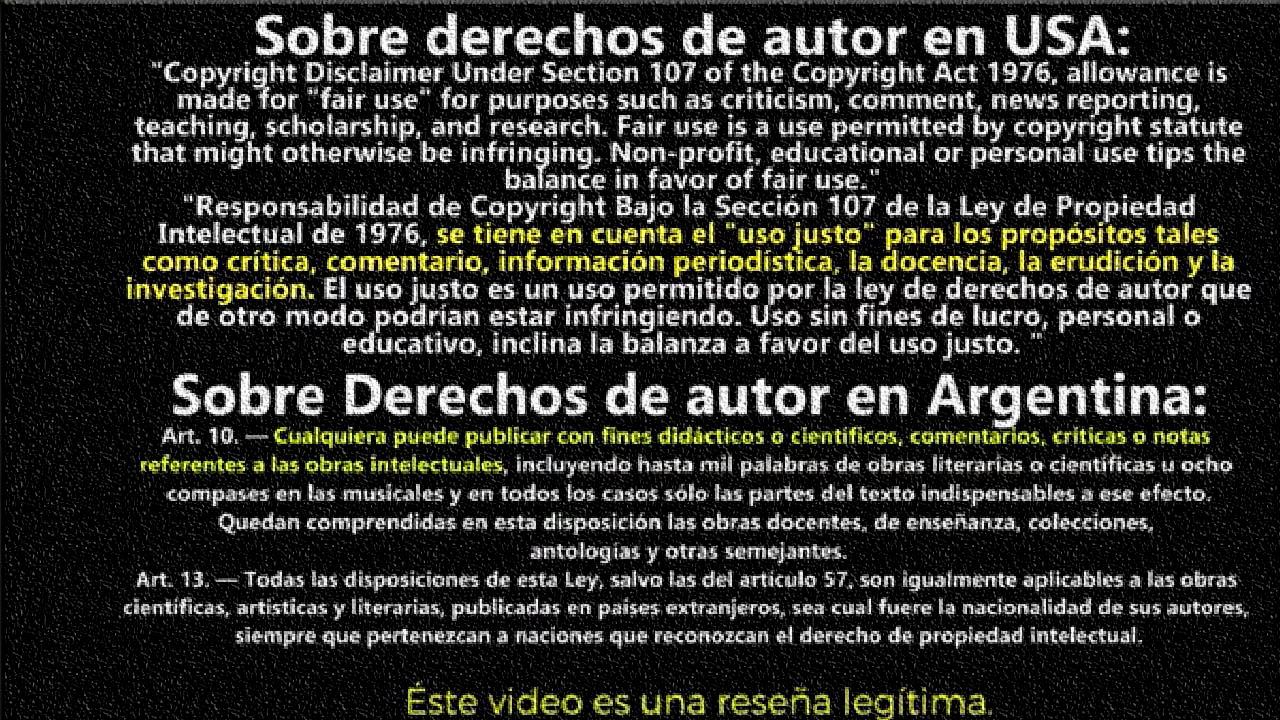 Sobre derechos de autor en USA:
"Copyright Disclaimer Under Section 107 of the Copyright Act 1976, allowance is
made for "fair use" for purposes such as criticism, comment, news reporting,
teaching, scholarship, and research. Fair use is a use permitted by copyright statute
that might otherwise be infringing. Non-profit, educational or personal use tips the
balance in favor of fair use."
"Responsabilidad de Copyright Bajo la Sección 107 de la Ley de Propiedad
Intelectual de 1976, se tiene en cuenta el "uso justo" para los propósitos tales
como crítica, comentario, información periodística, la docencia, la erudición y la
investigación. El uso justo es un uso permitido por la ley de derechos de autor que
de otro modo podrían estar infringiendo. Uso sin fines de lucro, personal o
educativo, inclina la balanza a favor del uso justo. "
Sobre Derechos de autor en Argentina:
Art. 10. — Cualquiera puede publicar con fines didácticos o científicos, comentarios, críticas o notas
referentes a las obras intelectuales, incluyendo hasta mil palabras de obras literarias o científicas u ocho
compases en las musicales y en todos los casos sólo las partes del texto indispensables a ese efecto.
Quedan comprendidas en esta disposición las obras docentes, de enseñanza, colecciones,
antologías y otras semejantes.
Art. 13. — Todas las disposiciones de esta Ley, salvo las del artículo 57, son igualmente aplicables a las obras
científicas, artísticas y literarias, publicadas en países extranjeros, sea cual fuere la nacionalidad de sus autores,
siempre que pertenezcan a naciones que reconozcan el derecho de propiedad intelectual.
Éste video es una reseña legítima.